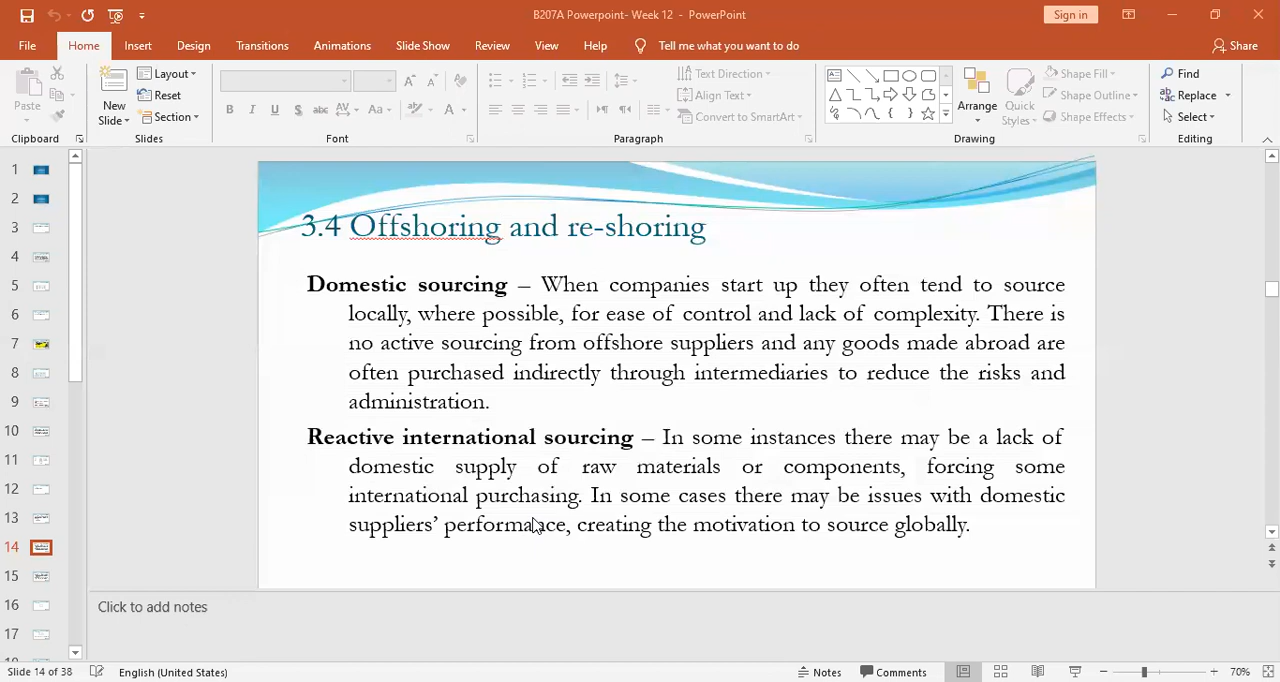 B207A Powerpoint- Week 12 - PowerPoint
Sign in
File Home Insert Design Transitions Animations Slide Show Review View Help Tell me what you want to do Share
Paste
New Slide
Layout
Reset
Section
B I U S abc AV Aa A
Text Direction
Align Text
Convert to SmartArt
Arrange
Quick Styles
Shape Fill
Shape Outline
Shape Effects
Find
Replace
Select
Clipboard Slides Font Paragraph Drawing Editing
1
2
3
4
5
6
7
8
9
10
11
12
13
14
15
16
17
3.4 Offshoring and re-shoring
Domestic sourcing – When companies start up they often tend to source
locally, where possible, for ease of control and lack of complexity. There is
no active sourcing from offshore suppliers and any goods made abroad are
often purchased indirectly through intermediaries to reduce the risks and
administration.
Reactive international sourcing – In some instances there may be a lack of
domestic supply of raw materials or components, forcing some
international purchasing. In some cases there may be issues with domestic
suppliers’ performance, creating the motivation to source globally.
Click to add notes
Slide 14 of 38 English (United States) Notes Comments 70%